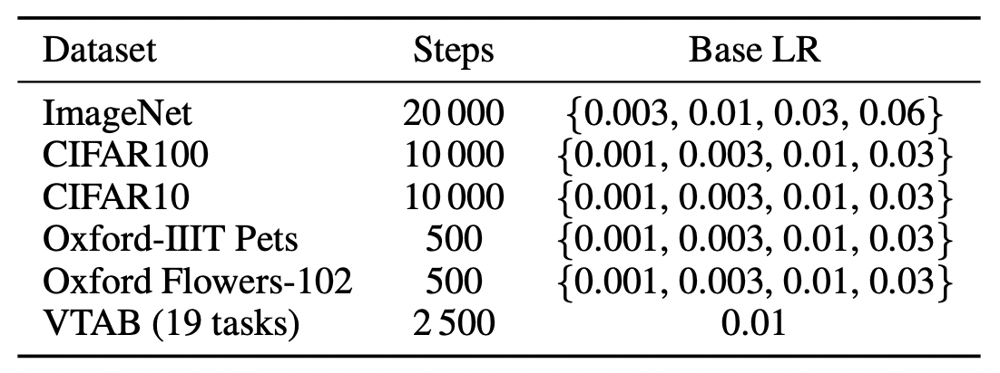 Dataset Steps Base LR
ImageNet 20 000 {0.003, 0.01, 0.03, 0.06}
CIFAR100 10 000 {0.001, 0.003, 0.01, 0.03}
CIFAR10 10 000 {0.001, 0.003, 0.01, 0.03}
Oxford-IIIT Pets 500 {0.001, 0.003, 0.01, 0.03}
Oxford Flowers-102 500 {0.001, 0.003, 0.01, 0.03}
VTAB (19 tasks) 2 500 0.01